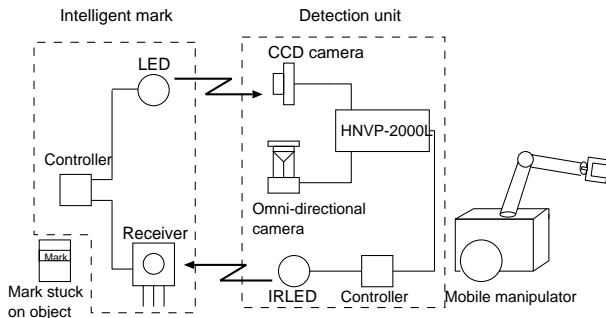 Intelligent mark
Detection unit
LED
CCD camera
HNVP-2000L
Controller
Omni-directional
camera
Receiver
Mark
Mark stuck
on object
IRLED
Controller
Mobile manipulator